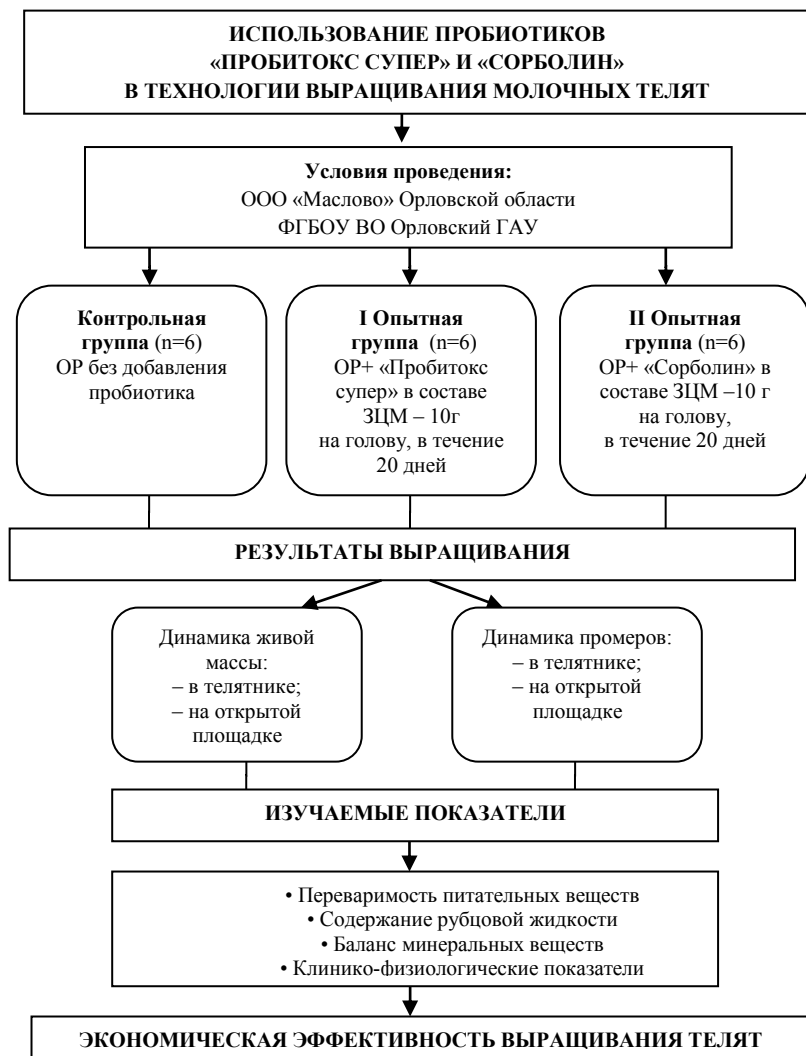 ИСПОЛЬЗОВАНИЕ ПРОБИОТИКОВ
«ПРОБИТОКС СУПЕР» И «СОРБОЛИН»
В ТЕХНОЛОГИИ ВЫРАЩИВАНИЯ МОЛОЧНЫХ ТЕЛЯТ
Условия проведения:
ООО «Маслово» Орловской области
ФГБОУ ВО Орловский ГАУ
Контрольная
группа (n=6)
ОР без добавления
пробиотика
I Опытная
группа (n=6)
ОР+ «Пробитокс
супер» в составе
ЗЦМ – 10г
на голову, в течение
20 дней
II Опытная
группа (n=6)
ОР+ «Сорболин» в
составе ЗЦМ –10 г
на голову,
в течение 20 дней
РЕЗУЛЬТАТЫ ВЫРАЩИВАНИЯ
Динамика живой
массы:
– в телятнике;
– на открытой
площадке
Динамика промеров:
– в телятнике;
– на открытой
площадке
ИЗУЧАЕМЫЕ ПОКАЗАТЕЛИ
• Переваримость питательных веществ
• Содержание рубцовой жидкости
• Баланс минеральных веществ
• Клинико-физиологические показатели
ЭКОНОМИЧЕСКАЯ ЭФФЕКТИВНОСТЬ ВЫРАЩИВАНИЯ ТЕЛЯТ